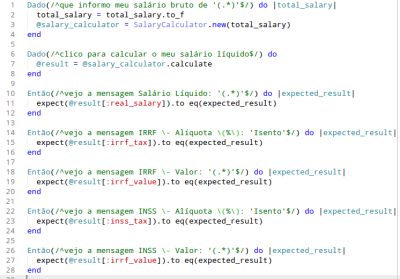 1 Dado(/^que informo meu salário bruto de '(.*)'$/) do |total_salary|
2 total_salary = total_salary.to_f
3 @salary_calculator = SalaryCalculator.new(total_salary)
4 end
5
6 Dado(/^clico para calcular o meu salário líquido$/) do
7 @result = @salary_calculator.calculate
8 end
9
10 Então(/^vejo a mensagem Salário Líquido: '(.*)'$/) do |expected_result|
11 expect(@result[:real_salary]).to eq(expected_result)
12 end
13
14 Então(/^vejo a mensagem IRRF \- Alíquota \(%\): 'Isento'$/) do |expected_result|
15 expect(@result[:irrf_tax]).to eq(expected_result)
16 end
17
18 Então(/^vejo a mensagem IRRF \- Valor: '(.*)'$/) do |expected_result|
19 expect(@result[:irrf_value]).to eq(expected_result)
20 end
21
22 Então(/^vejo a mensagem INSS \- Alíquota \(%\): 'Isento'$/) do |expected_result|
23 expect(@result[:inss_tax]).to eq(expected_result)
24 end
25
26 Então(/^vejo a mensagem INSS \- Valor: '(.*)'$/) do |expected_result|
27 expect(@result[:irrf_value]).to eq(expected_result)
28 end